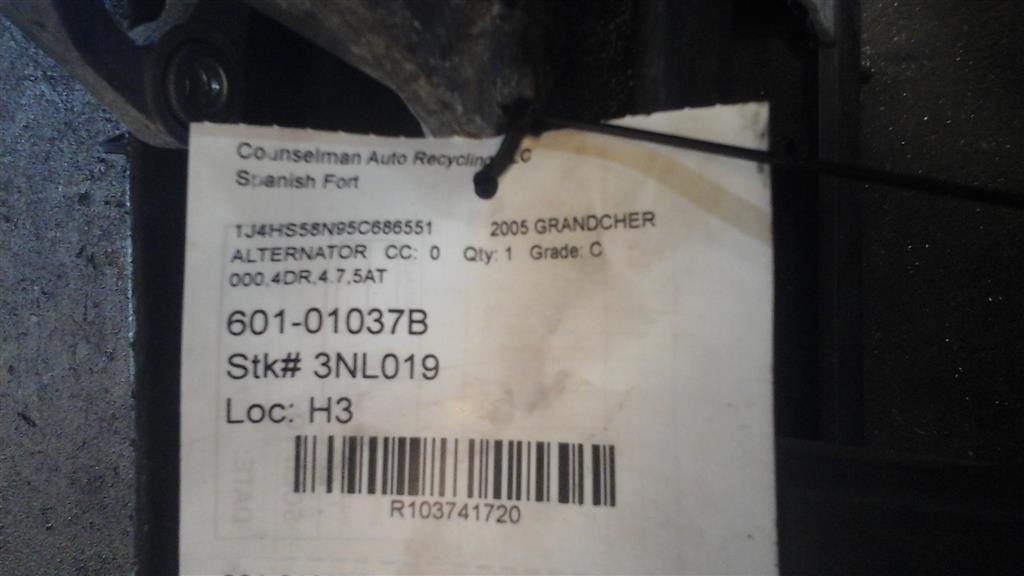 Counselman Auto Recycling LLC
Spanish Fort
1J4HS58N95C686551 2005 GRANDCHER
ALTERNATOR CC: 0 Qty: 1 Grade: C
000,4DR,4.7,5AT
601-01037B
Stk# 3NL019
Loc: H3
R103741720
DATE: